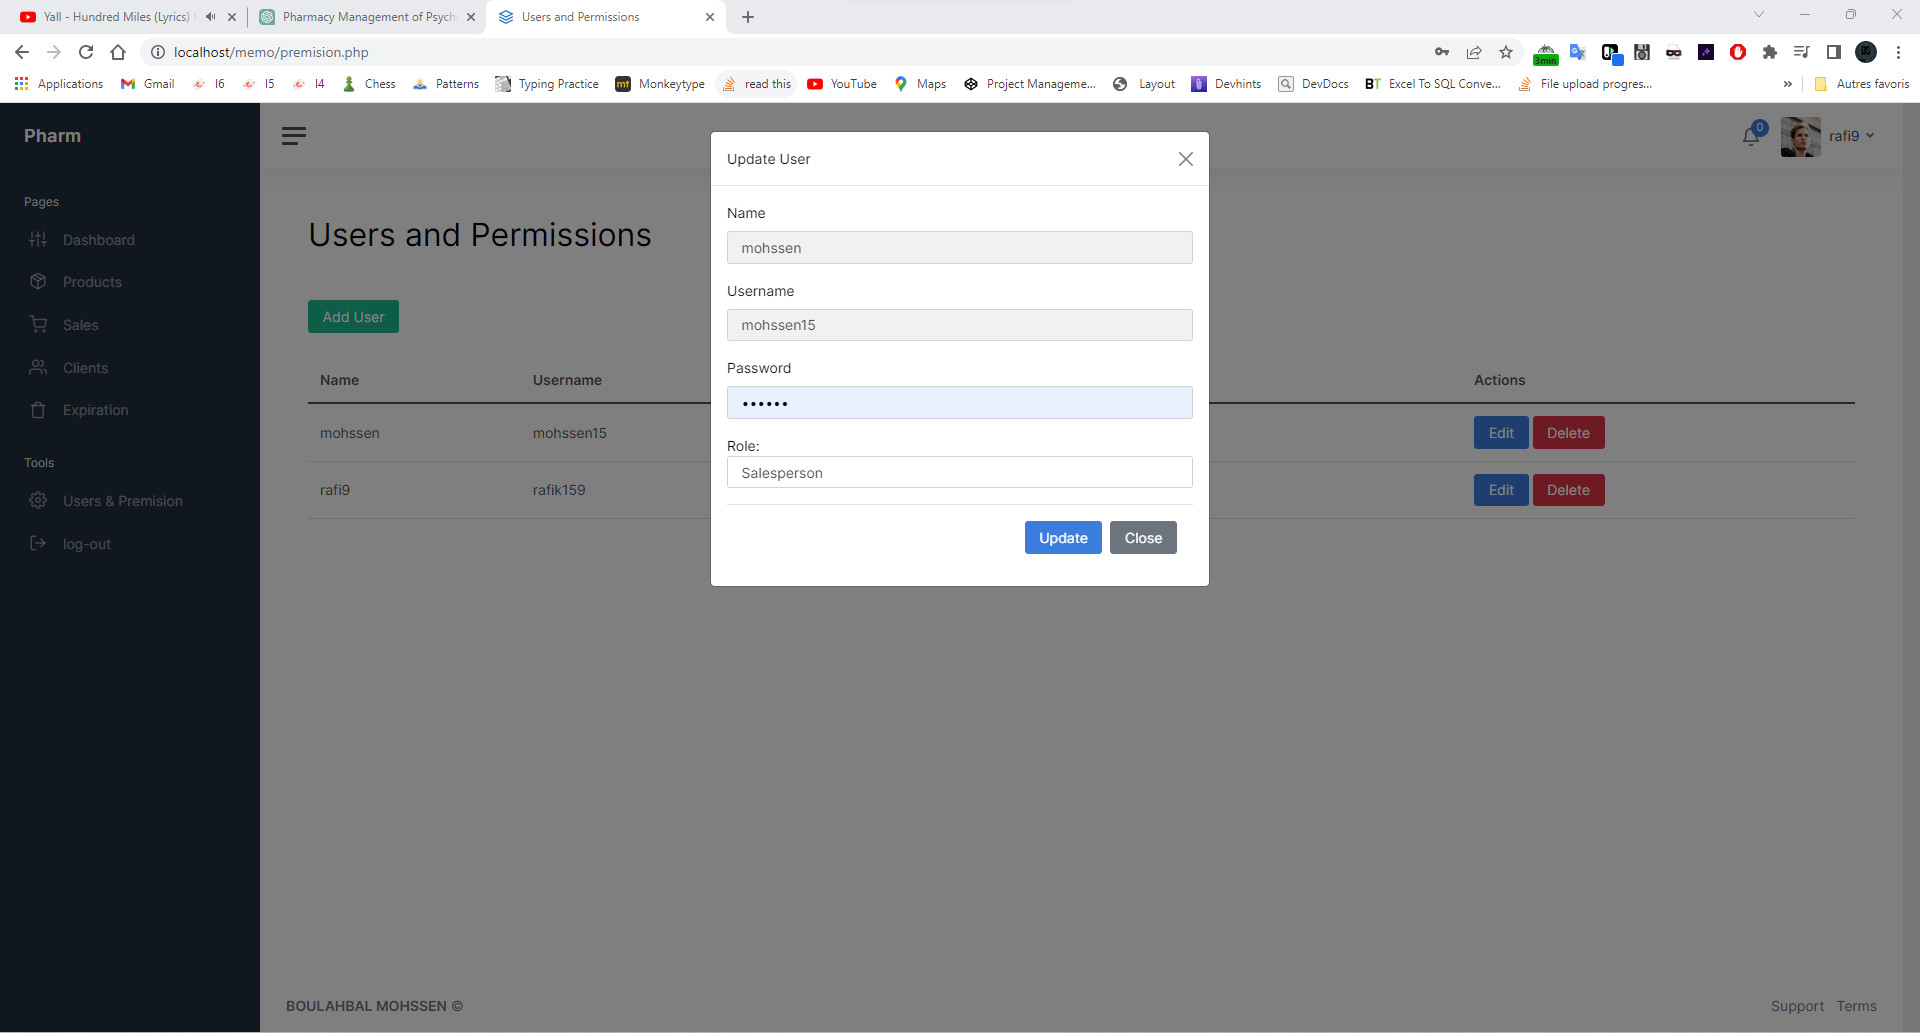 Yall - Hundred Miles (Lyrics)
Pharmacy Management of Psych
Users and Permissions
localhost/memo/premision.php
3min
Applications
Gmail
I6
I5
I4
Chess
Patterns
Typing Practice
mt Monkeytype
read this
YouTube
Maps
Project Manageme...
Layout
Devhints
DevDocs
BT Excel To SQL Conve...
File upload progres...
»
Autres favoris
Pharm
0
rafi9
Pages
Dashboard
Products
Sales
Clients
Expiration
Tools
Users & Premision
log-out
Users and Permissions
Add User
Name Username Actions
mohssen mohssen15 Edit Delete
rafi9 rafik159 Edit Delete
Update User
Name
mohssen
Username
mohssen15
Password
••••••
Role:
Salesperson
Update Close
BOULAHBAL MOHSSEN ©
Support Terms